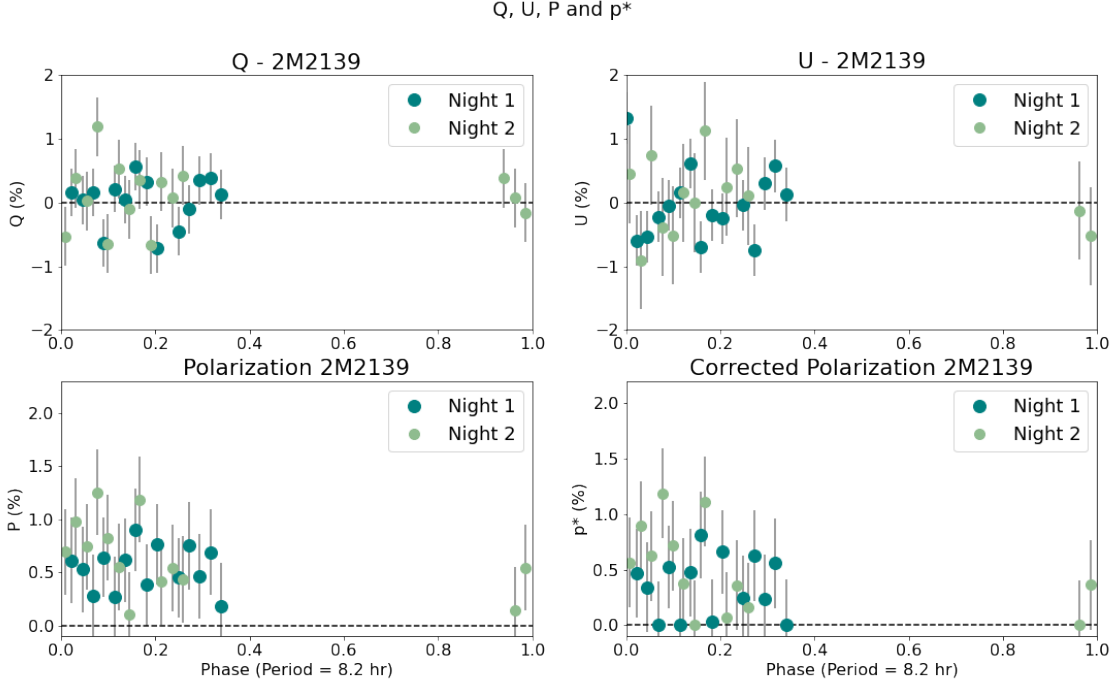 Q, U, P and p*
Q - 2M2139
2
1
0
−1
−2
Q (%)
Night 1
Night 2
0.0 0.2 0.4 0.6 0.8 1.0
U - 2M2139
2
1
0
−1
−2
U (%)
Night 1
Night 2
0.0 0.2 0.4 0.6 0.8 1.0
Polarization 2M2139
2.0
1.5
1.0
0.5
0.0
P (%)
Night 1
Night 2
0.0 0.2 0.4 0.6 0.8 1.0
Phase (Period = 8.2 hr)
Corrected Polarization 2M2139
2.0
1.5
1.0
0.5
0.0
p* (%)
Night 1
Night 2
0.0 0.2 0.4 0.6 0.8 1.0
Phase (Period = 8.2 hr)